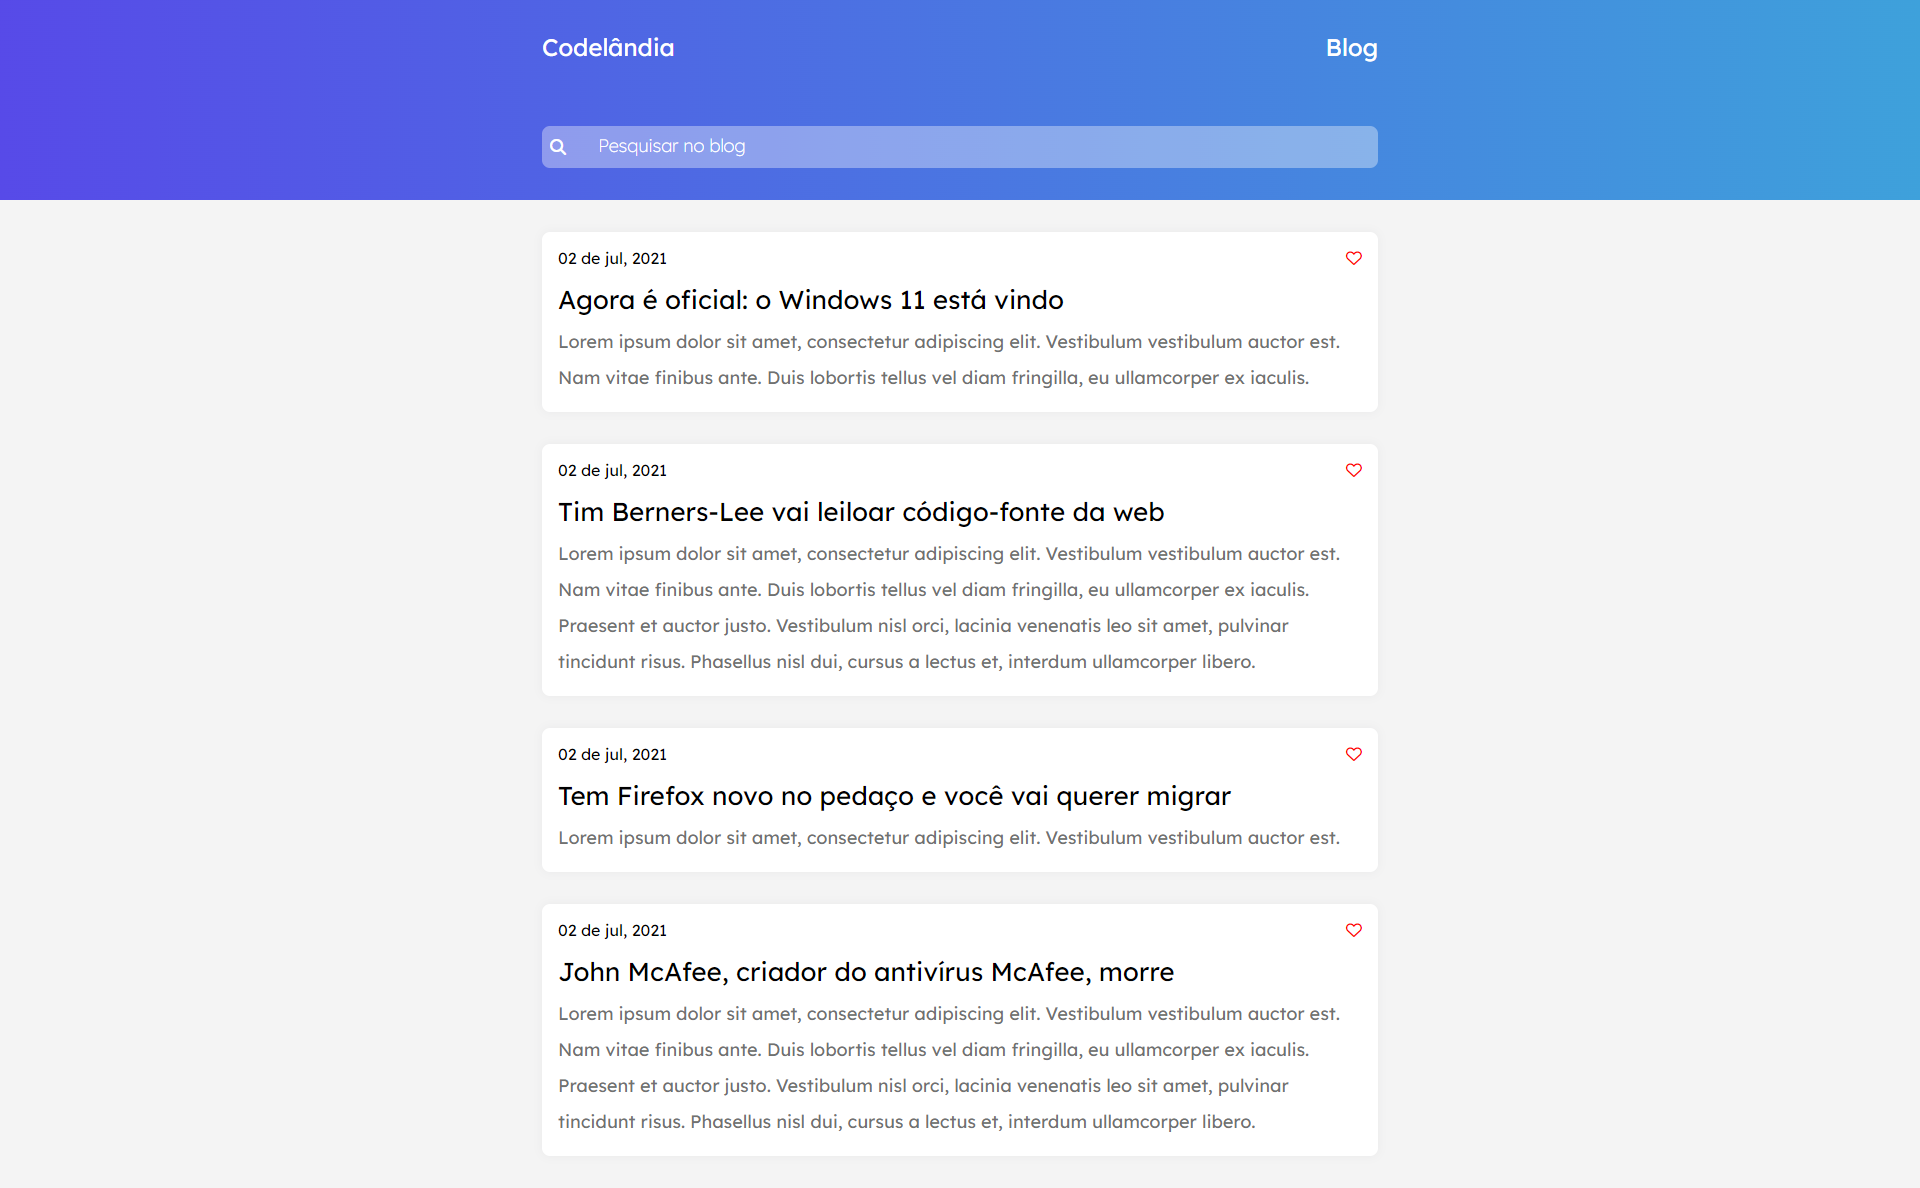 Codelândia
Blog
Pesquisar no blog
02 de jul, 2021
Agora é oficial: o Windows 11 está vindo
Lorem ipsum dolor sit amet, consectetur adipiscing elit. Vestibulum vestibulum auctor est.
Nam vitae finibus ante. Duis lobortis tellus vel diam fringilla, eu ullamcorper ex iaculis.
02 de jul, 2021
Tim Berners-Lee vai leiloar código-fonte da web
Lorem ipsum dolor sit amet, consectetur adipiscing elit. Vestibulum vestibulum auctor est.
Nam vitae finibus ante. Duis lobortis tellus vel diam fringilla, eu ullamcorper ex iaculis.
Praesent et auctor justo. Vestibulum nisl orci, lacinia venenatis leo sit amet, pulvinar
tincidunt risus. Phasellus nisl dui, cursus a lectus et, interdum ullamcorper libero.
02 de jul, 2021
Tem Firefox novo no pedaço e você vai querer migrar
Lorem ipsum dolor sit amet, consectetur adipiscing elit. Vestibulum vestibulum auctor est.
02 de jul, 2021
John McAfee, criador do antivírus McAfee, morre
Lorem ipsum dolor sit amet, consectetur adipiscing elit. Vestibulum vestibulum auctor est.
Nam vitae finibus ante. Duis lobortis tellus vel diam fringilla, eu ullamcorper ex iaculis.
Praesent et auctor justo. Vestibulum nisl orci, lacinia venenatis leo sit amet, pulvinar
tincidunt risus. Phasellus nisl dui, cursus a lectus et, interdum ullamcorper libero.